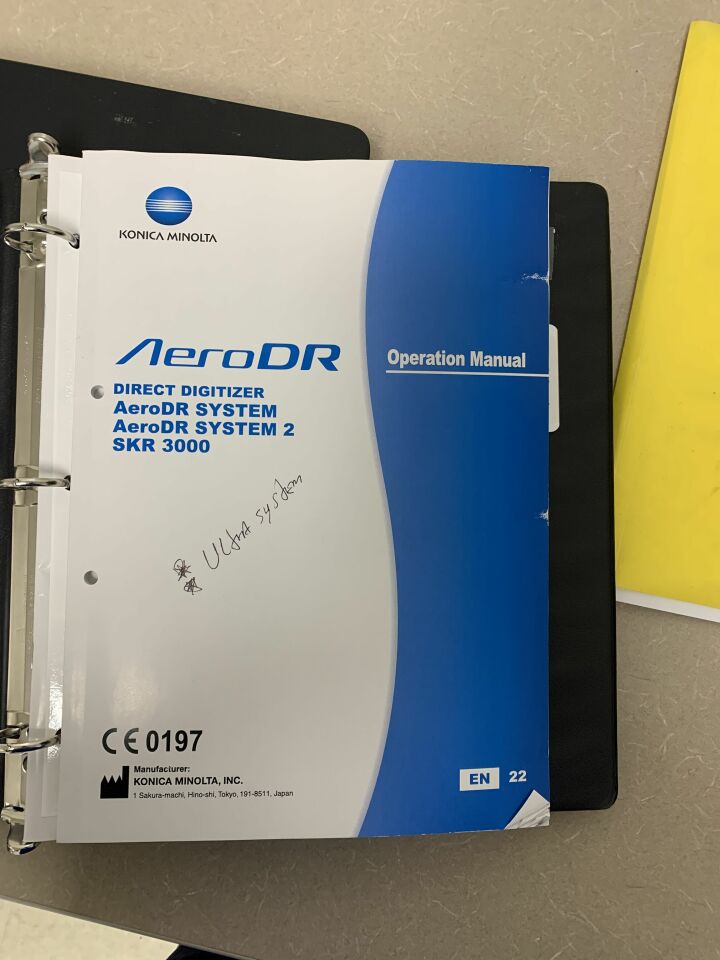 KONICA MINOLTA
AeroDR
Operation Manual
DIRECT DIGITIZER
AeroDR SYSTEM
AeroDR SYSTEM 2
SKR 3000
Ultra system
CE 0197
Manufacturer:
KONICA MINOLTA, INC.
1 Sakura-machi, Hino-shi, Tokyo, 191-8511, Japan
EN 22